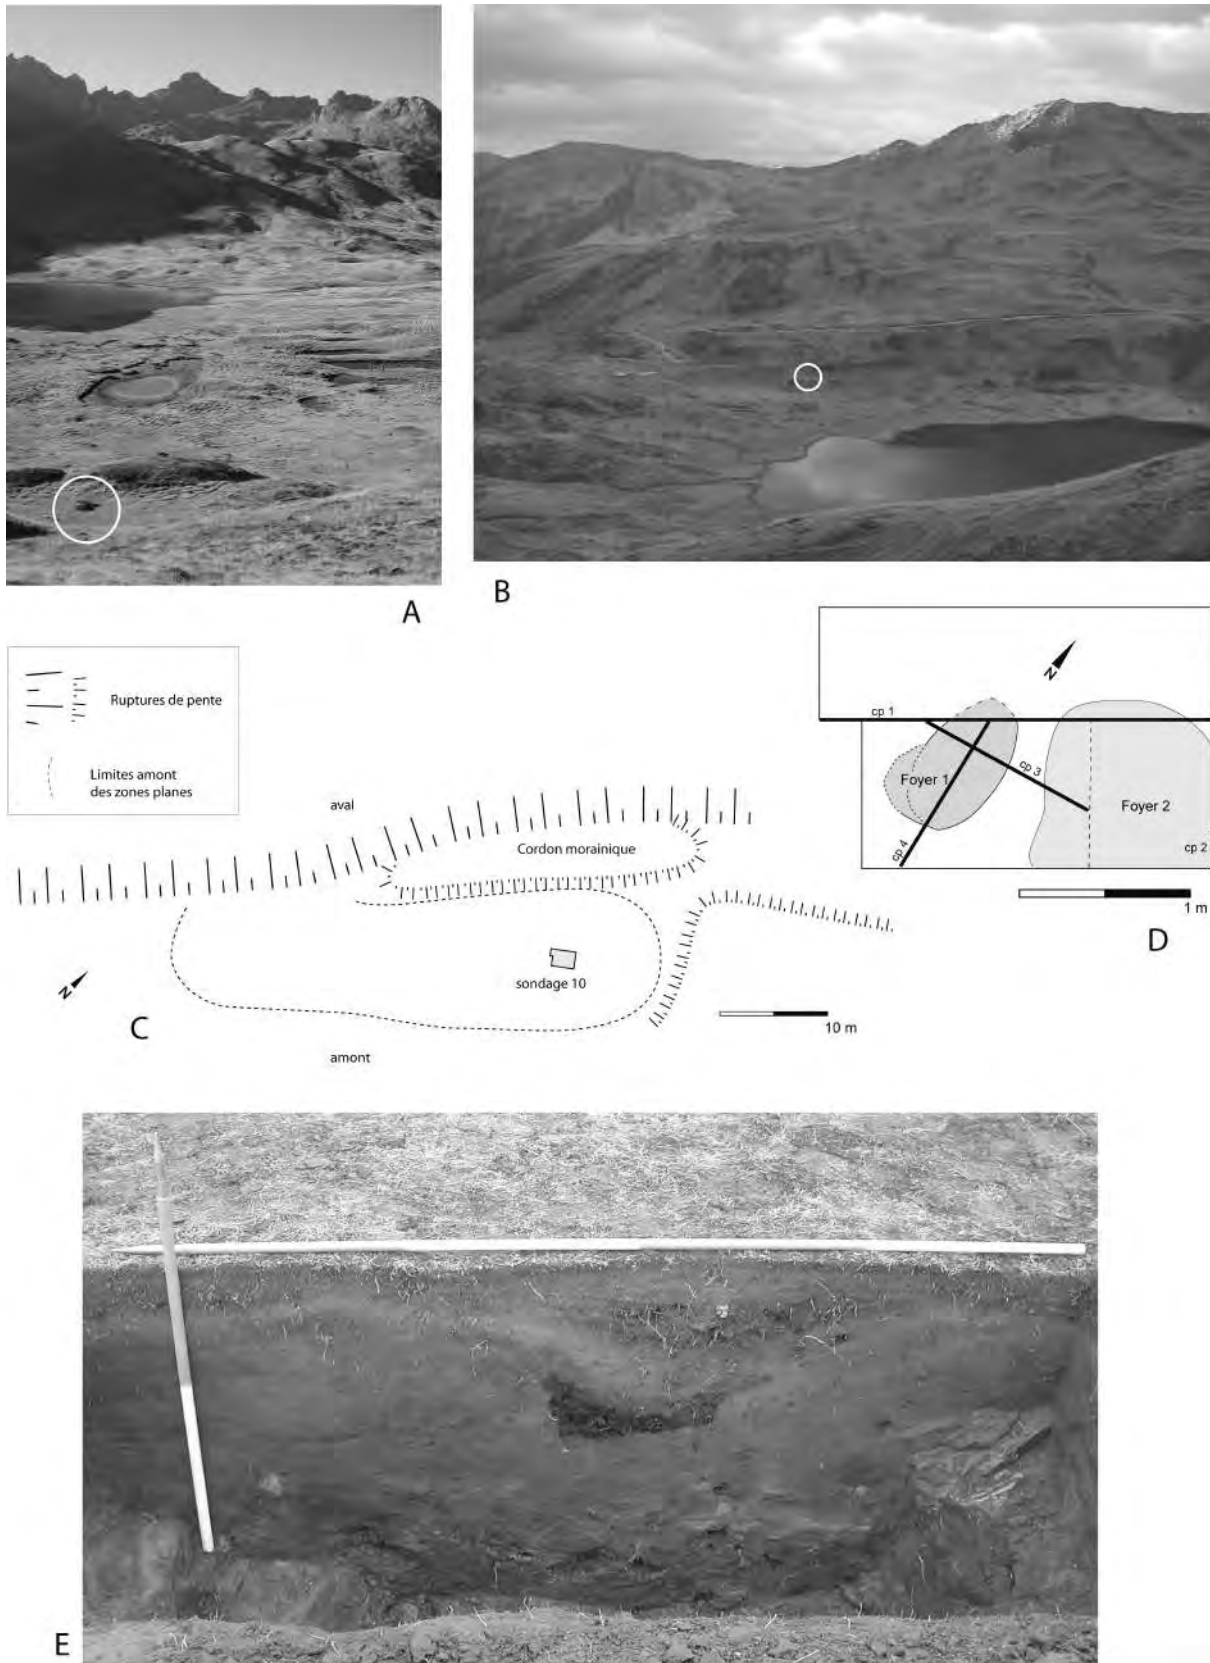 A
B
Ruptures de pente
Limites amont
des zones planes
aval
Cordon morainique
sondage 10
N
C
amont
10 m
N
cp 1
Foyer 1
cp 3
Foyer 2
cp 4
cp 2
1 m
D
E